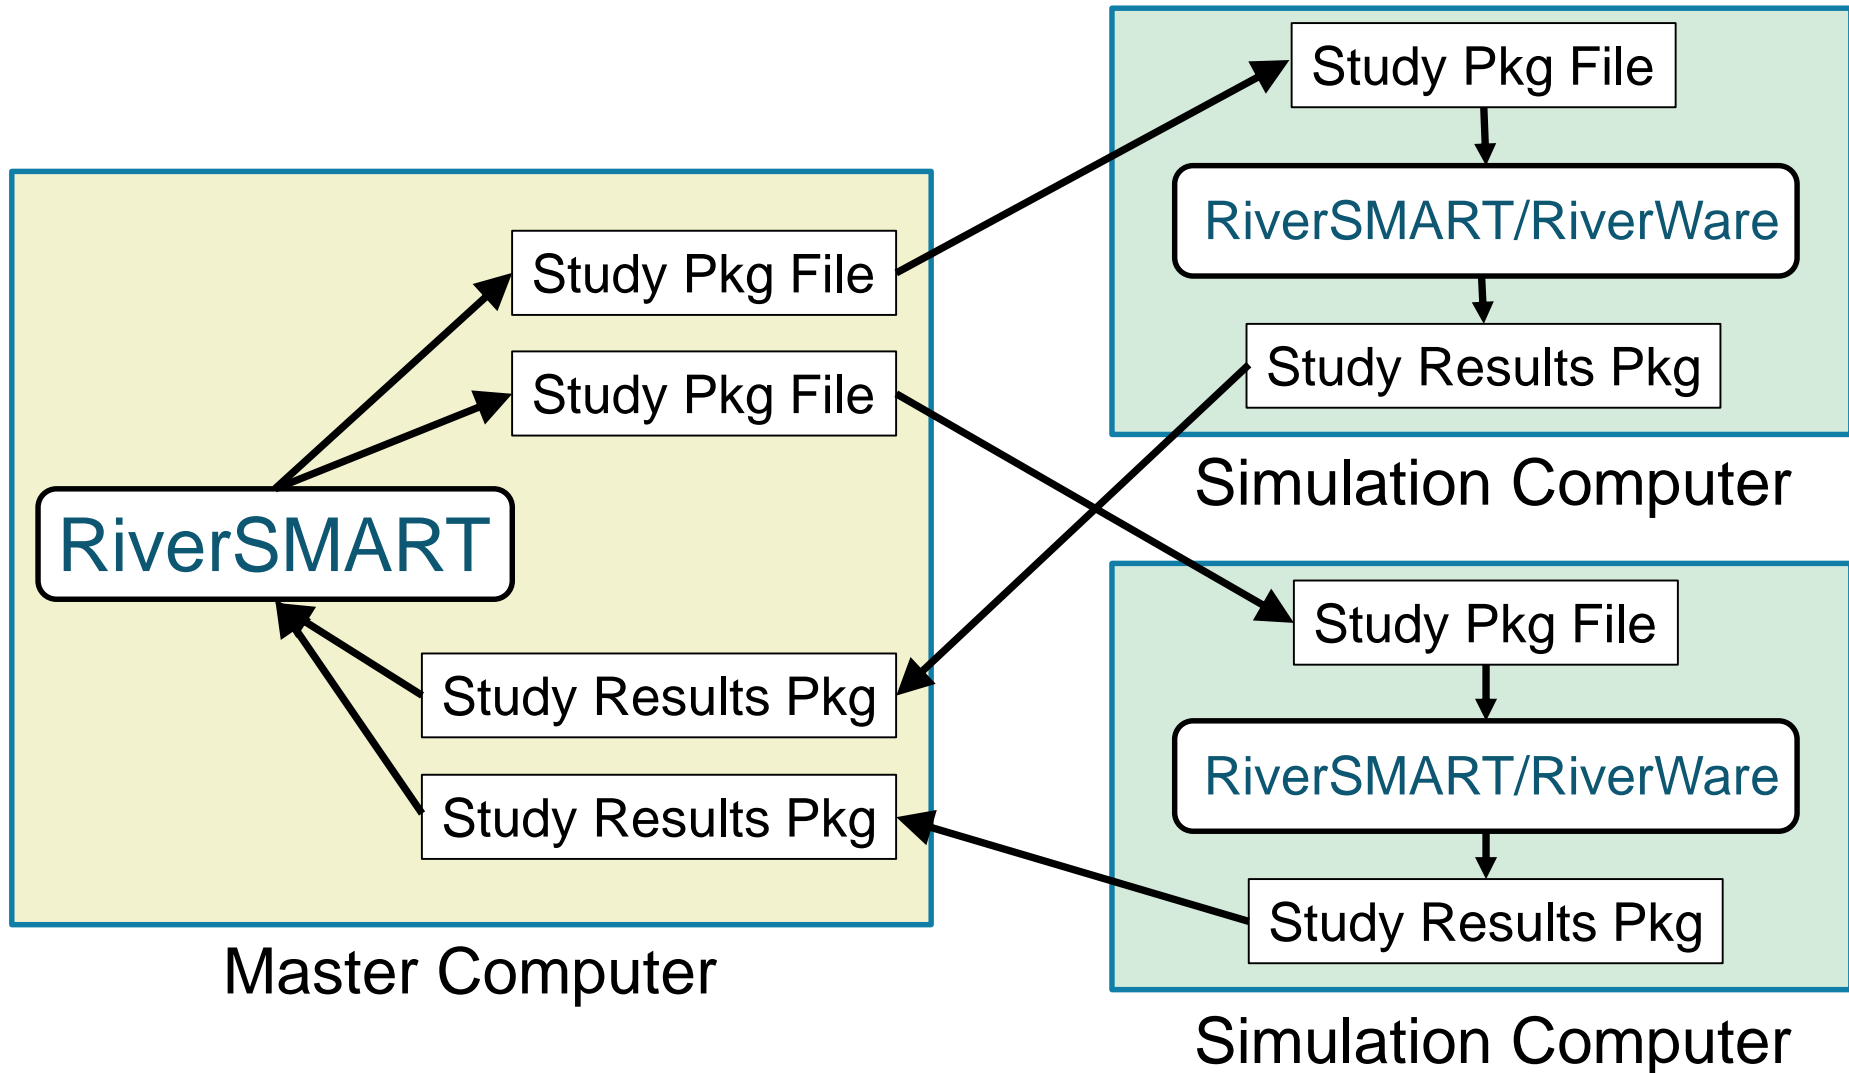 Study Pkg File
Study Pkg File
RiverSMART
Study Results Pkg
Study Results Pkg
Master Computer
Study Pkg File
RiverSMART/RiverWare
Study Results Pkg
Simulation Computer
Study Pkg File
RiverSMART/RiverWare
Study Results Pkg
Simulation Computer